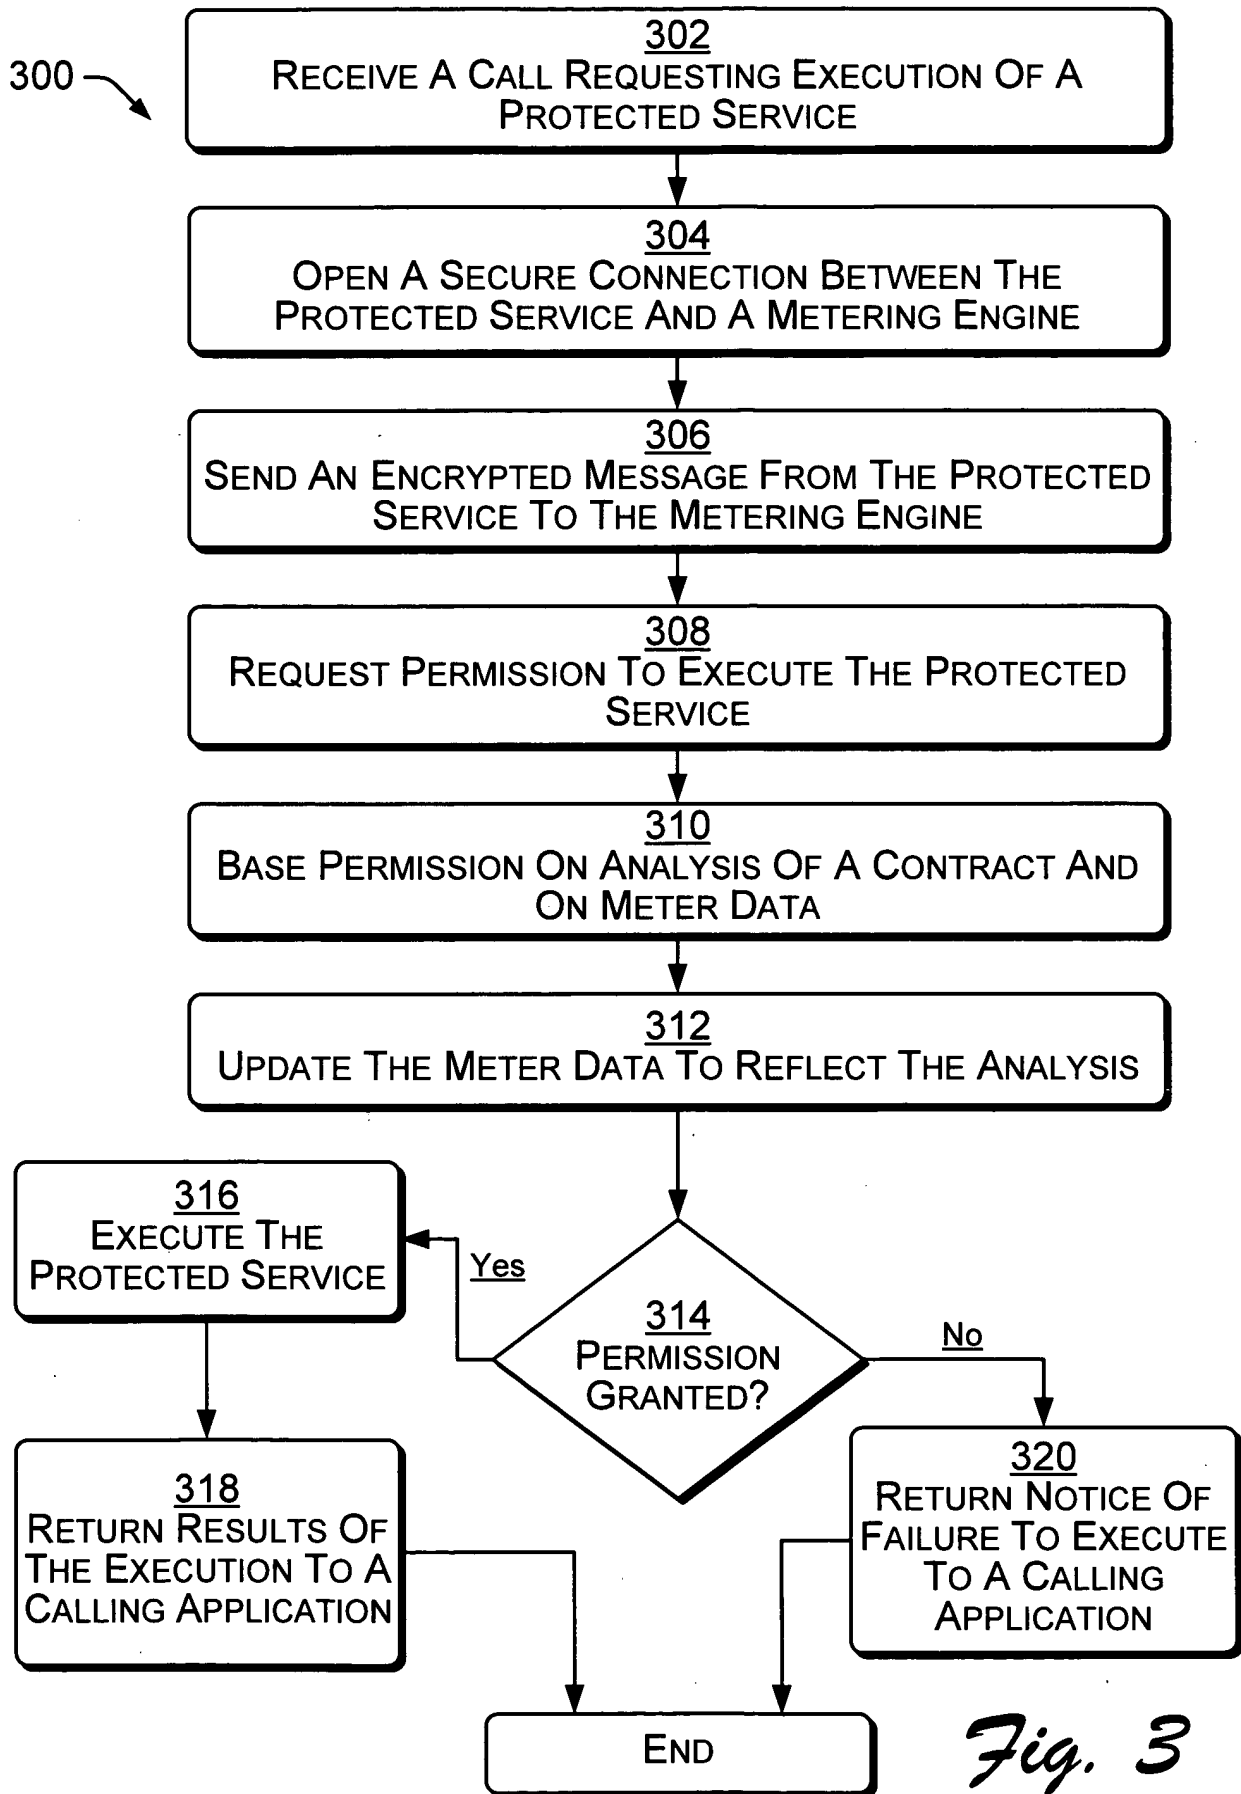 300
302
RECEIVE A CALL REQUESTING EXECUTION OF A
PROTECTED SERVICE
304
OPEN A SECURE CONNECTION BETWEEN THE
PROTECTED SERVICE AND A METERING ENGINE
306
SEND AN ENCRYPTED MESSAGE FROM THE PROTECTED
SERVICE TO THE METERING ENGINE
308
REQUEST PERMISSION TO EXECUTE THE PROTECTED
SERVICE
310
BASE PERMISSION ON ANALYSIS OF A CONTRACT AND
ON METER DATA
312
UPDATE THE METER DATA TO REFLECT THE ANALYSIS
314
PERMISSION
GRANTED?
Yes
316
EXECUTE THE
PROTECTED SERVICE
318
RETURN RESULTS OF
THE EXECUTION TO A
CALLING APPLICATION
No
320
RETURN NOTICE OF
FAILURE TO EXECUTE
TO A CALLING
APPLICATION
END
Fig. 3